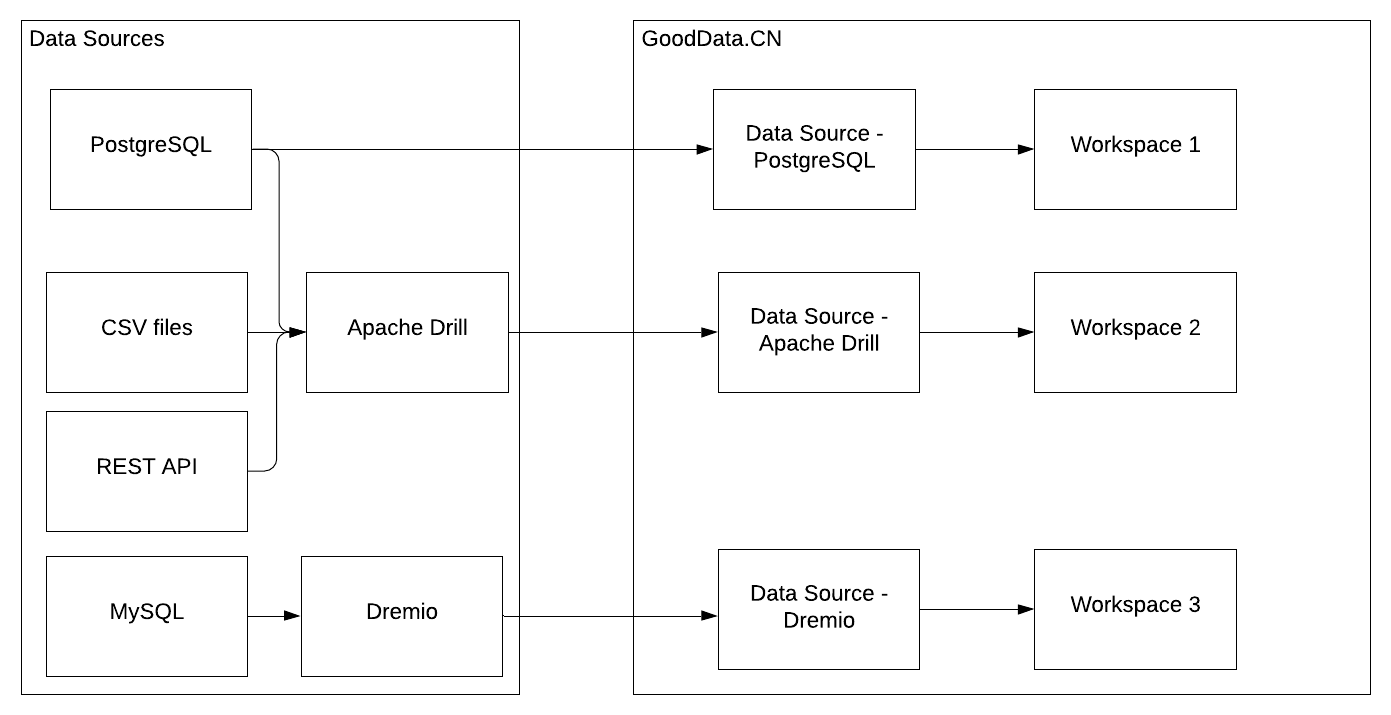 Data Sources
GoodData.CN
PostgreSQL
Data Source -
PostgreSQL
Workspace 1
CSV files
Apache Drill
Data Source -
Apache Drill
Workspace 2
REST API
MySQL
Dremio
Data Source -
Dremio
Workspace 3